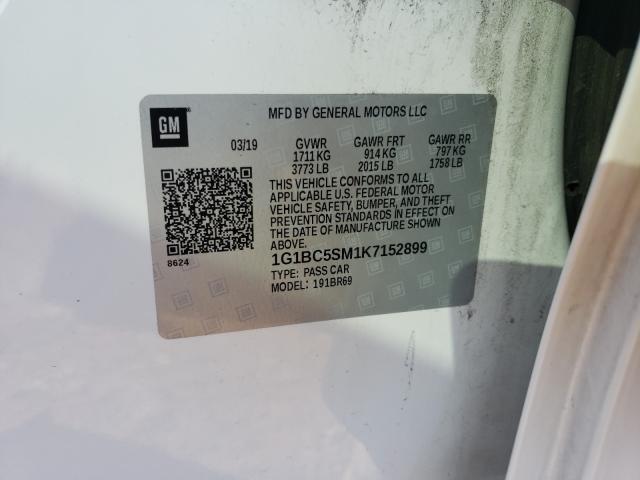 GM
MFD BY GENERAL MOTORS LLC
03/19 GVWR GAWR FRT GAWR RR
1711 KG 914 KG 797 KG
3773 LB 2015 LB 1758 LB
THIS VEHICLE CONFORMS TO ALL
APPLICABLE U.S. FEDERAL MOTOR
VEHICLE SAFETY, BUMPER, AND THEFT
PREVENTION STANDARDS IN EFFECT ON
THE DATE OF MANUFACTURE SHOWN
ABOVE.
8624
1G1BC5SM1K7152899
TYPE: PASS CAR
MODEL: 191BR69